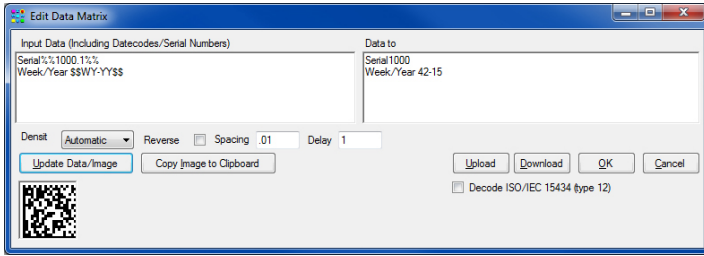 Edit Data Matrix
Input Data (Including Datecodes/Serial Numbers)
Data to
Serial%%1000.1%%
Week/Year $$WY-YY$$
Serial1000
Week/Year 42-15
Densit Automatic Reverse Spacing .01 Delay 1
Update Data/Image Copy Image to Clipboard Upload Download OK Cancel
Decode ISO/IEC 15434 (type 12)